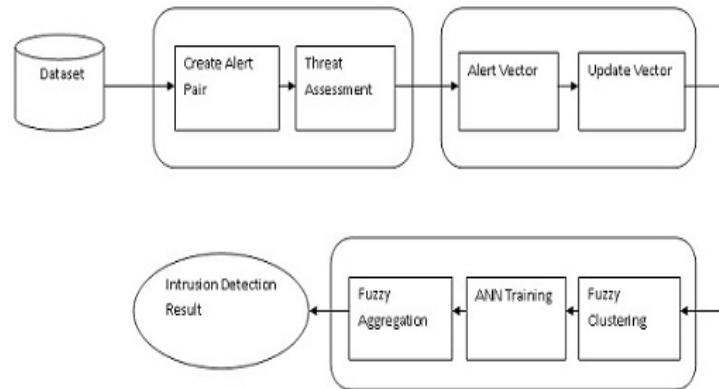 Dataset
Create Alert
Pair
Threat
Assessment
Alert Vector
Update Vector
Intrusion Detection
Result
Fuzzy
Aggregation
ANN Training
Fuzzy
Clustering